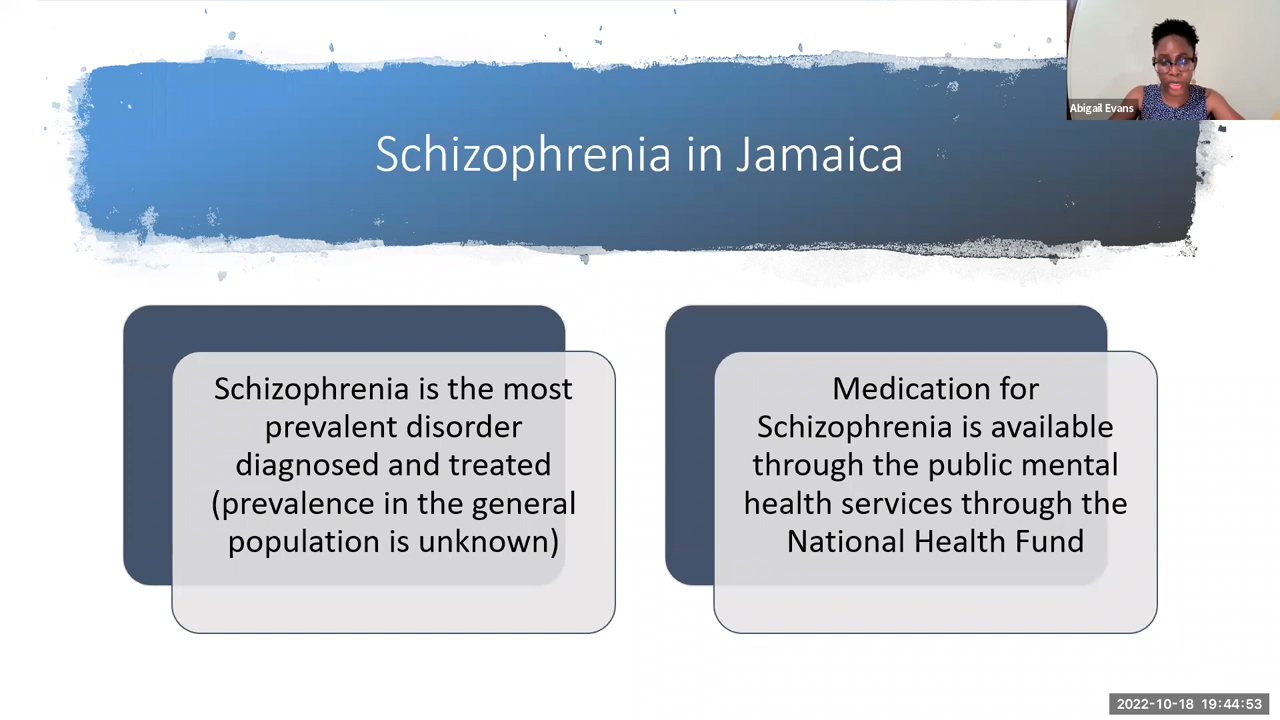 Abigail Evans
Schizophrenia in Jamaica
Schizophrenia is the most
prevalent disorder
diagnosed and treated
(prevalence in the general
population is unknown)
Medication for
Schizophrenia is available
through the public mental
health services through the
National Health Fund
2022-10-18 19:44:53